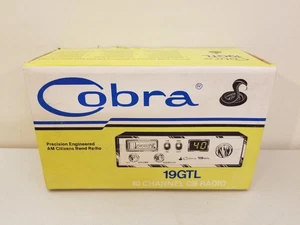 Cobra®
Precision Engineered
AM Citizens Band Radio
40
19GTL
40 CHANNEL CB RADIO